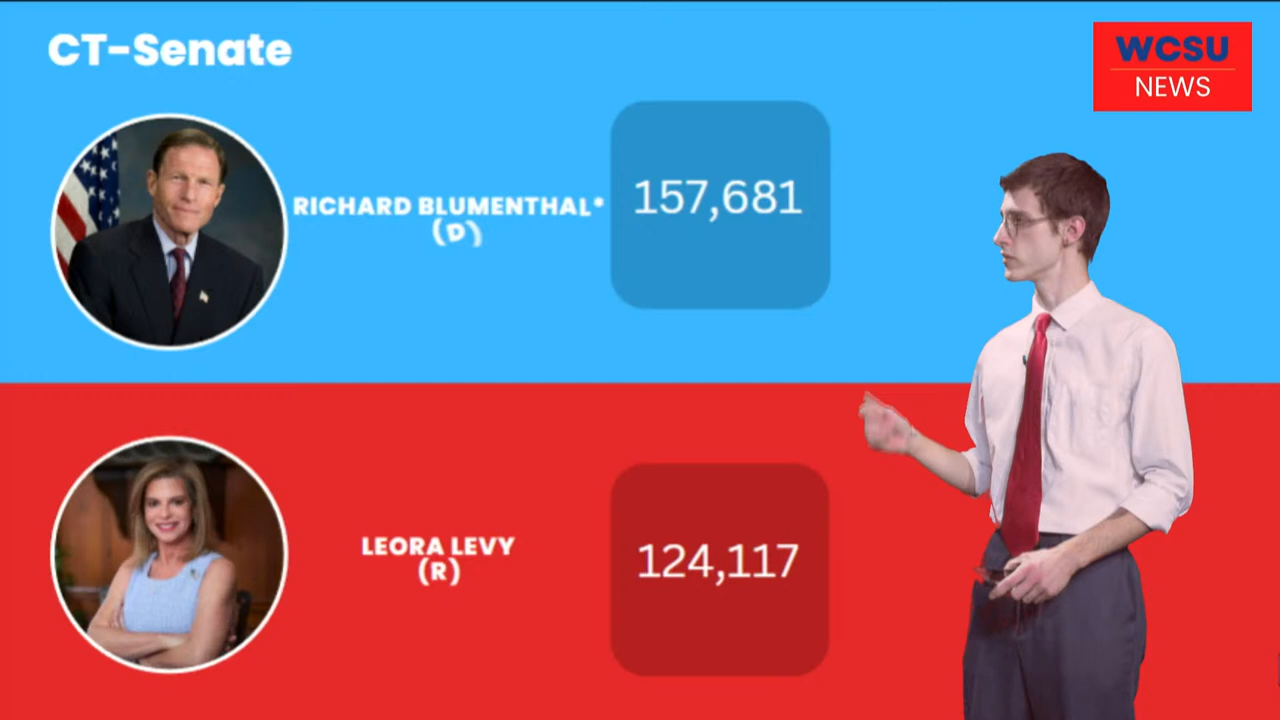 CT-Senate
WCSU
NEWS
RICHARD BLUMENTHAL*
(D)
157,681
LEORA LEVY
(R)
124,117